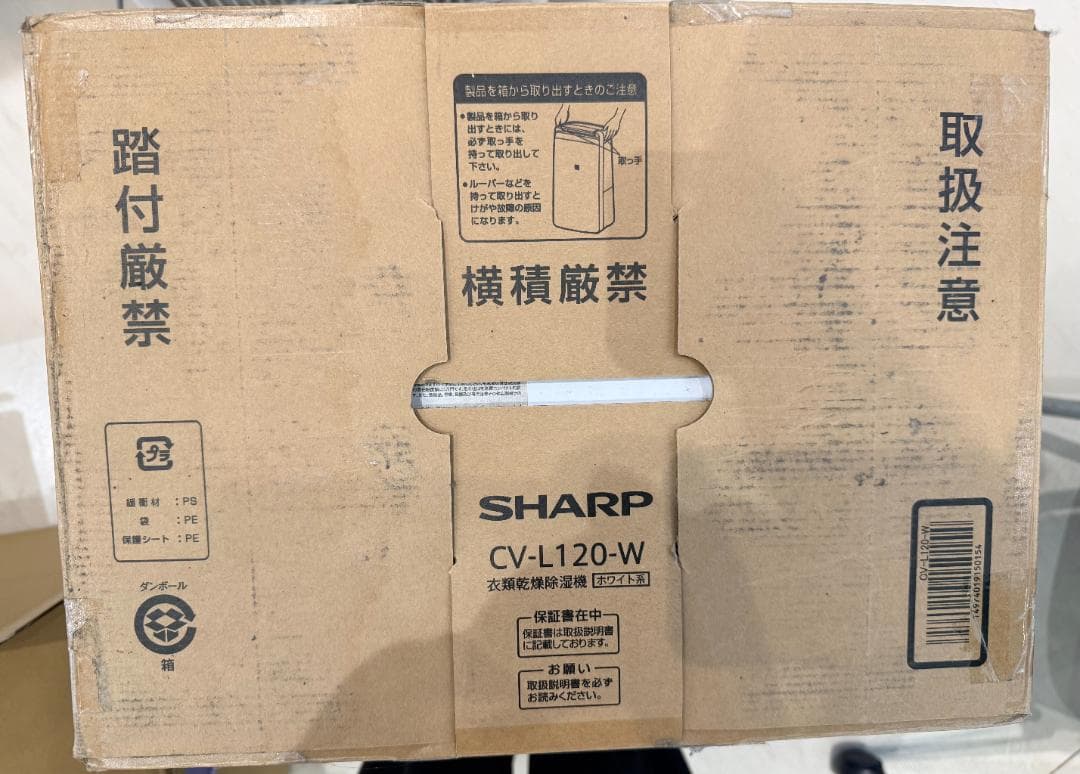 踏付厳禁
製品を箱から取り出すときのご注意
●製品を箱から取り
出すときには、
必ず取っ手を
持って取り出して
下さい。
取っ手
●ルーバーなどを
持って取り出すと
けがや故障の原因
になります。
横積厳禁
取扱注意
プラ
緩衝材 :PS
袋 :PE
保護シート :PE
ダンボール
箱
SHARP
CV-L120-W
衣類乾燥除湿機 ホワイト系
保証書在中
保証書は取扱説明書
に記載しております。
お願い
取扱説明書を必ず
お読みください。
CV-L120-W
4974019150154